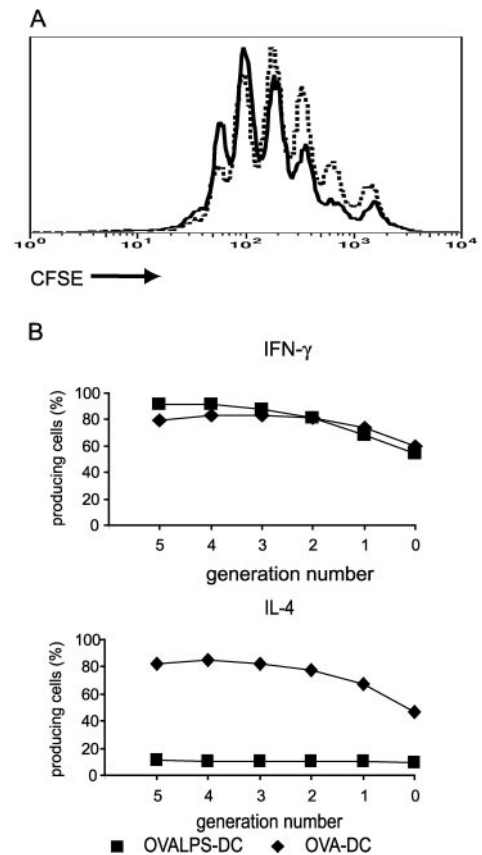 A
10⁰ 10¹ 10² 10³ 10⁴
CFSE
B
IFN-γ
producing cells (%)
100
80
60
40
20
0
5 4 3 2 1 0
generation number
IL-4
producing cells (%)
100
80
60
40
20
0
5 4 3 2 1 0
generation number
OVALPS-DC OVA-DC